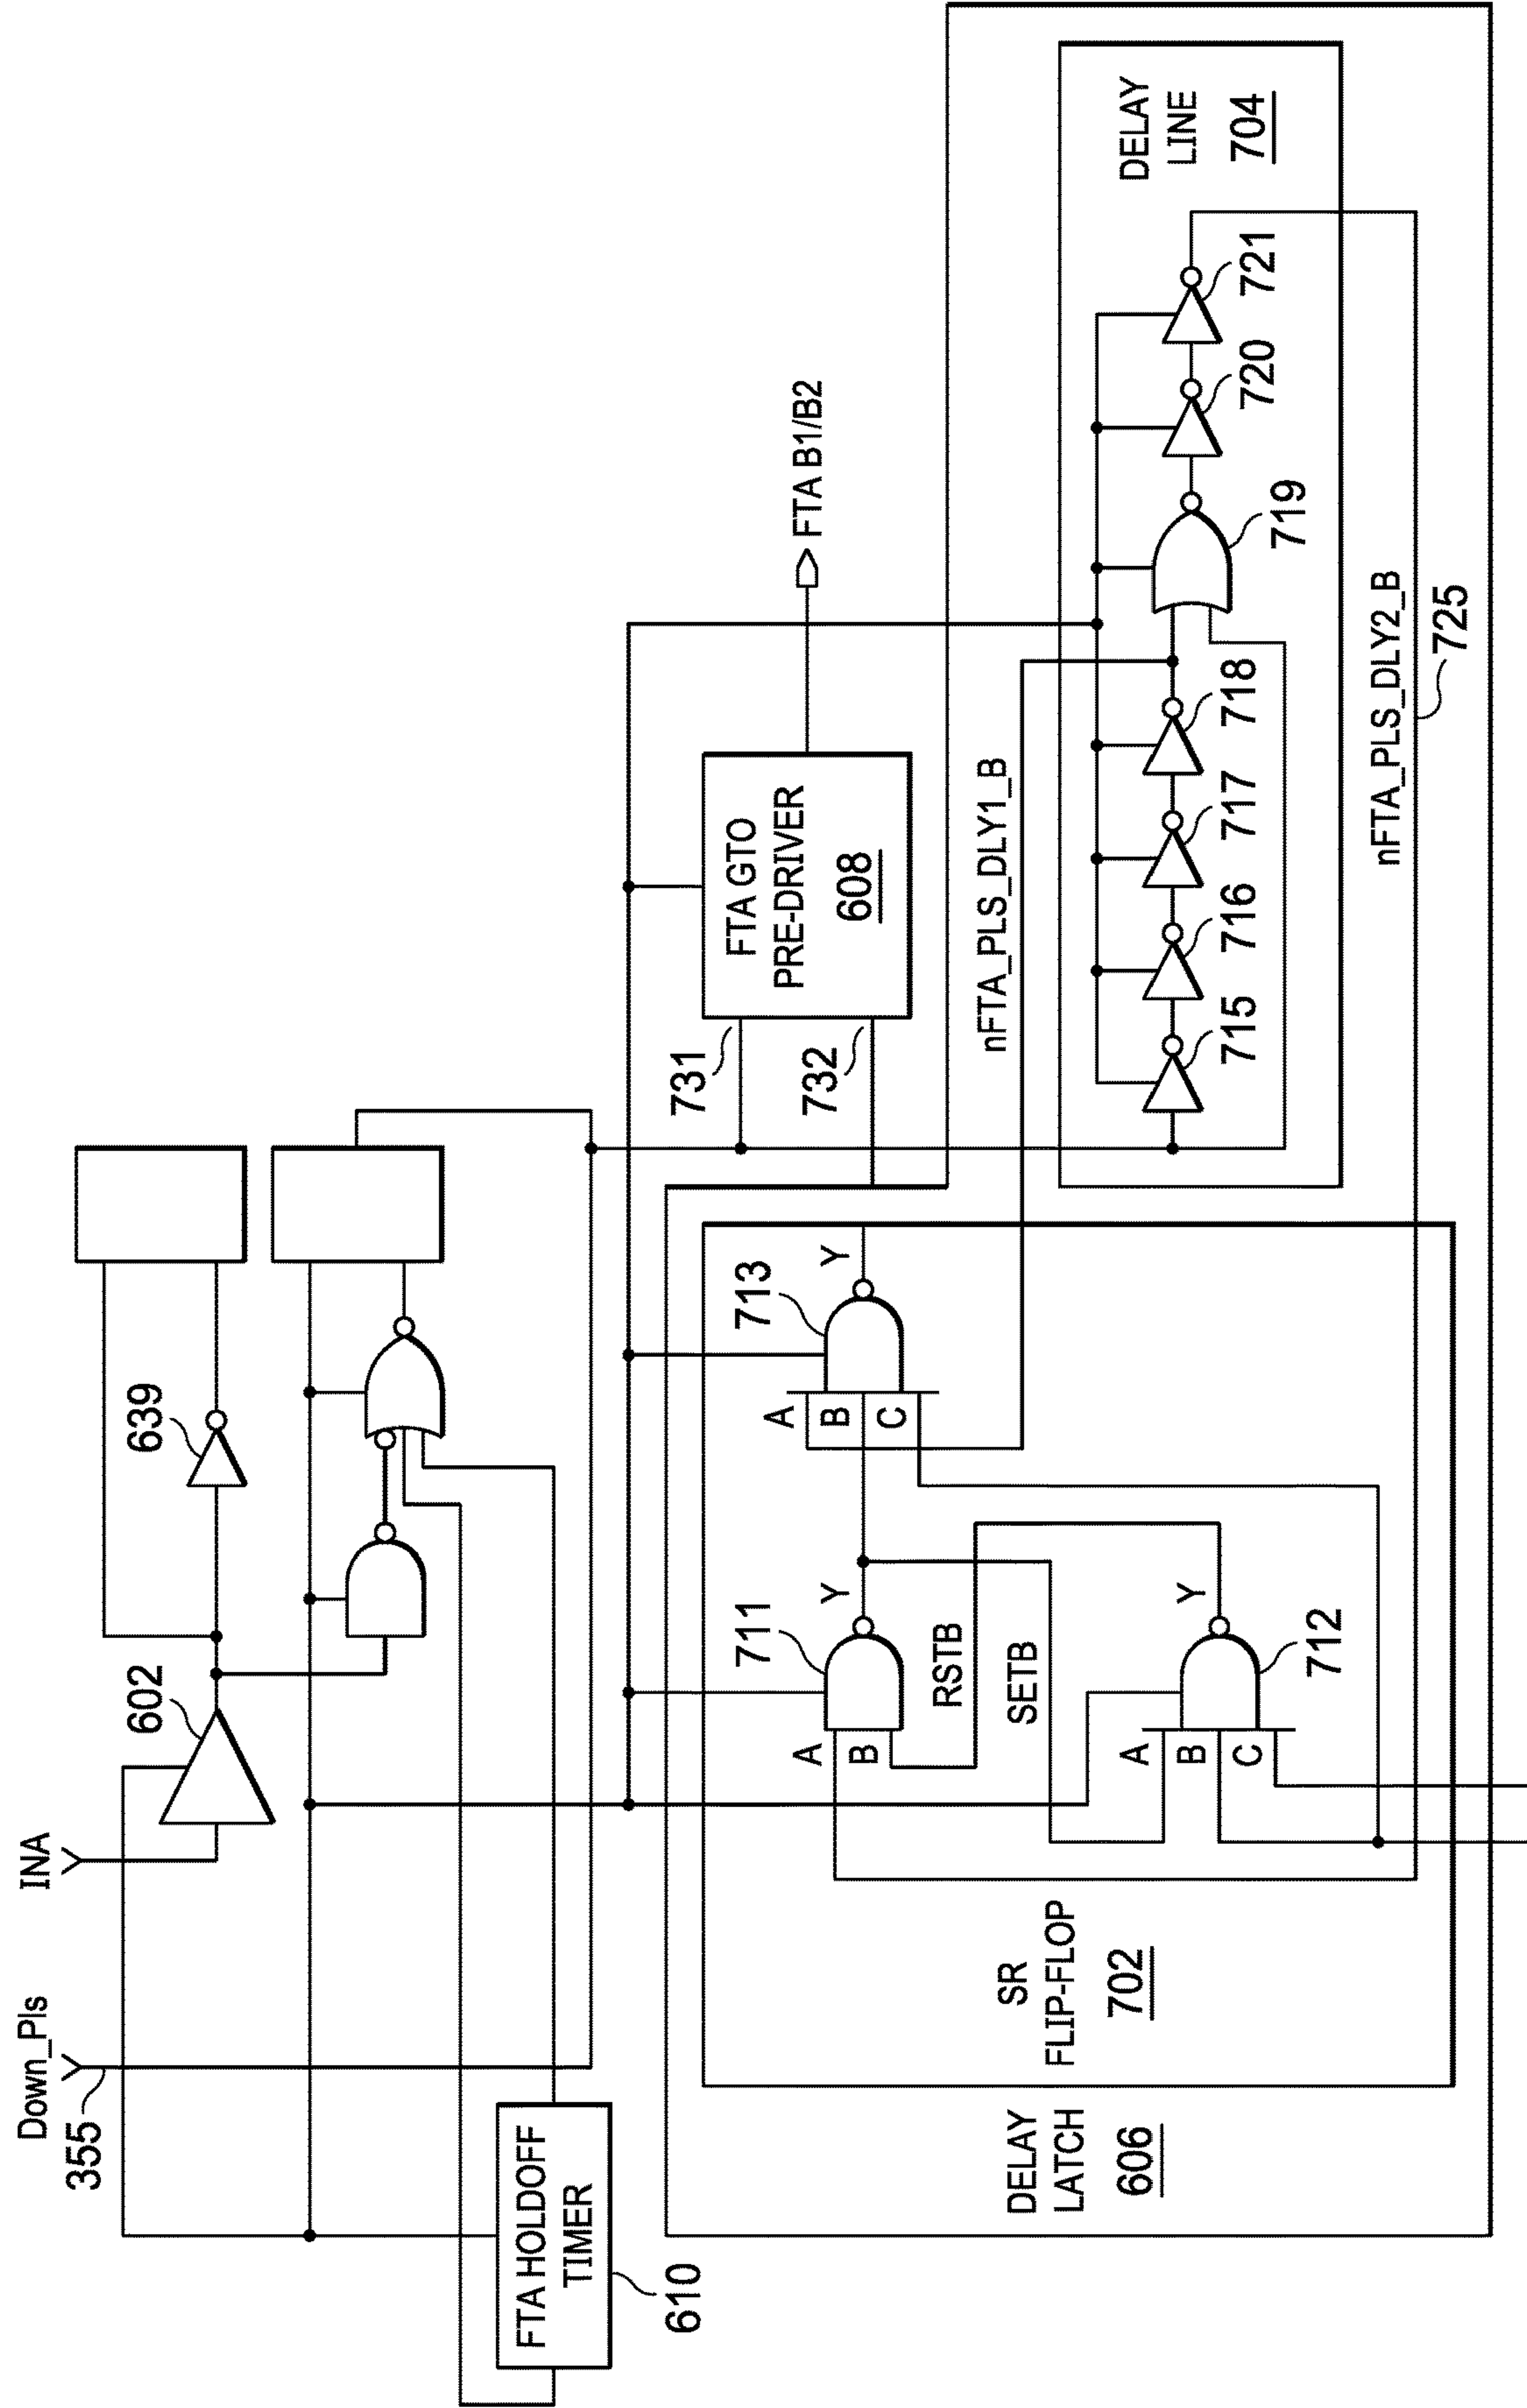 Down_Pls
355
INA
602
639
FTA HOLDOFF
TIMER
610
731
732
FTA GTO
PRE-DRIVER
608
FTA B1/B2
DELAY
LATCH
606
SR
FLIP-FLOP
702
A
B
711
Y
RSTB
SETB
A
B
C
712
Y
A
B
C
713
Y
nFTA_PLS_DLY1_B
715
716
717
718
719
720
721
DELAY
LINE
704
nFTA_PLS_DLY2_B
725